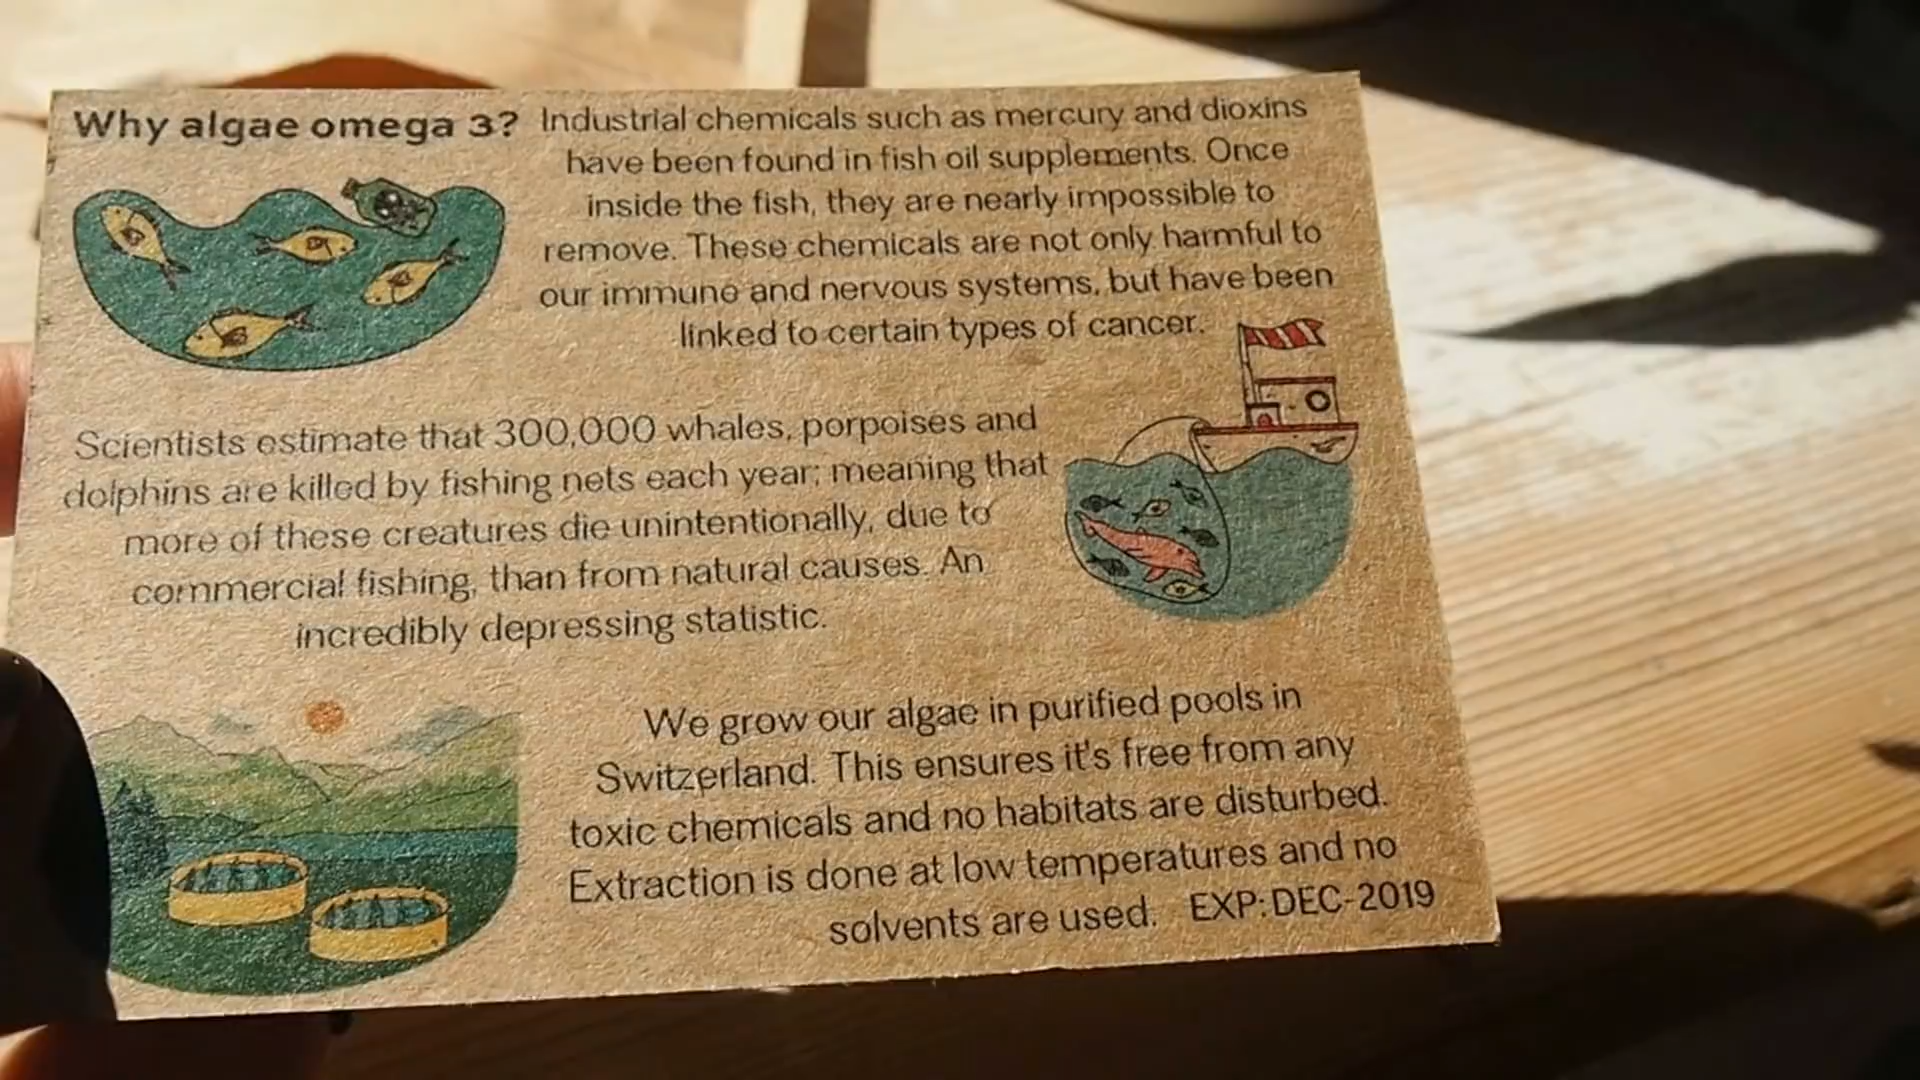 Why algae omega 3?
Industrial chemicals such as mercury and dioxins
have been found in fish oil supplements. Once
inside the fish, they are nearly impossible to
remove. These chemicals are not only harmful to
our immune and nervous systems, but have been
linked to certain types of cancer.
Scientists estimate that 300,000 whales, porpoises and
dolphins are killed by fishing nets each year; meaning that
more of these creatures die unintentionally, due to
commercial fishing, than from natural causes. An
incredibly depressing statistic.
We grow our algae in purified pools in
Switzerland. This ensures it's free from any
toxic chemicals and no habitats are disturbed.
Extraction is done at low temperatures and no
solvents are used. EXP: DEC-2019